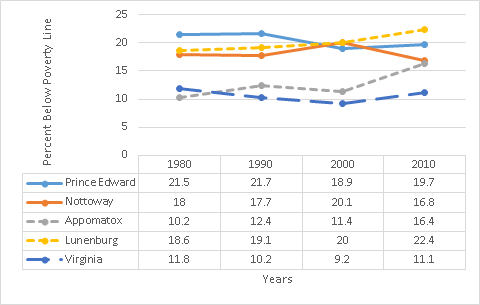 Percent Below Poverty Line
25
20
15
10
5
0
1980 1990 2000 2010
Prince Edward 21.5 21.7 18.9 19.7
Nottoway 18 17.7 20.1 16.8
Appomatox 10.2 12.4 11.4 16.4
Lunenburg 18.6 19.1 20 22.4
Virginia 11.8 10.2 9.2 11.1
Years